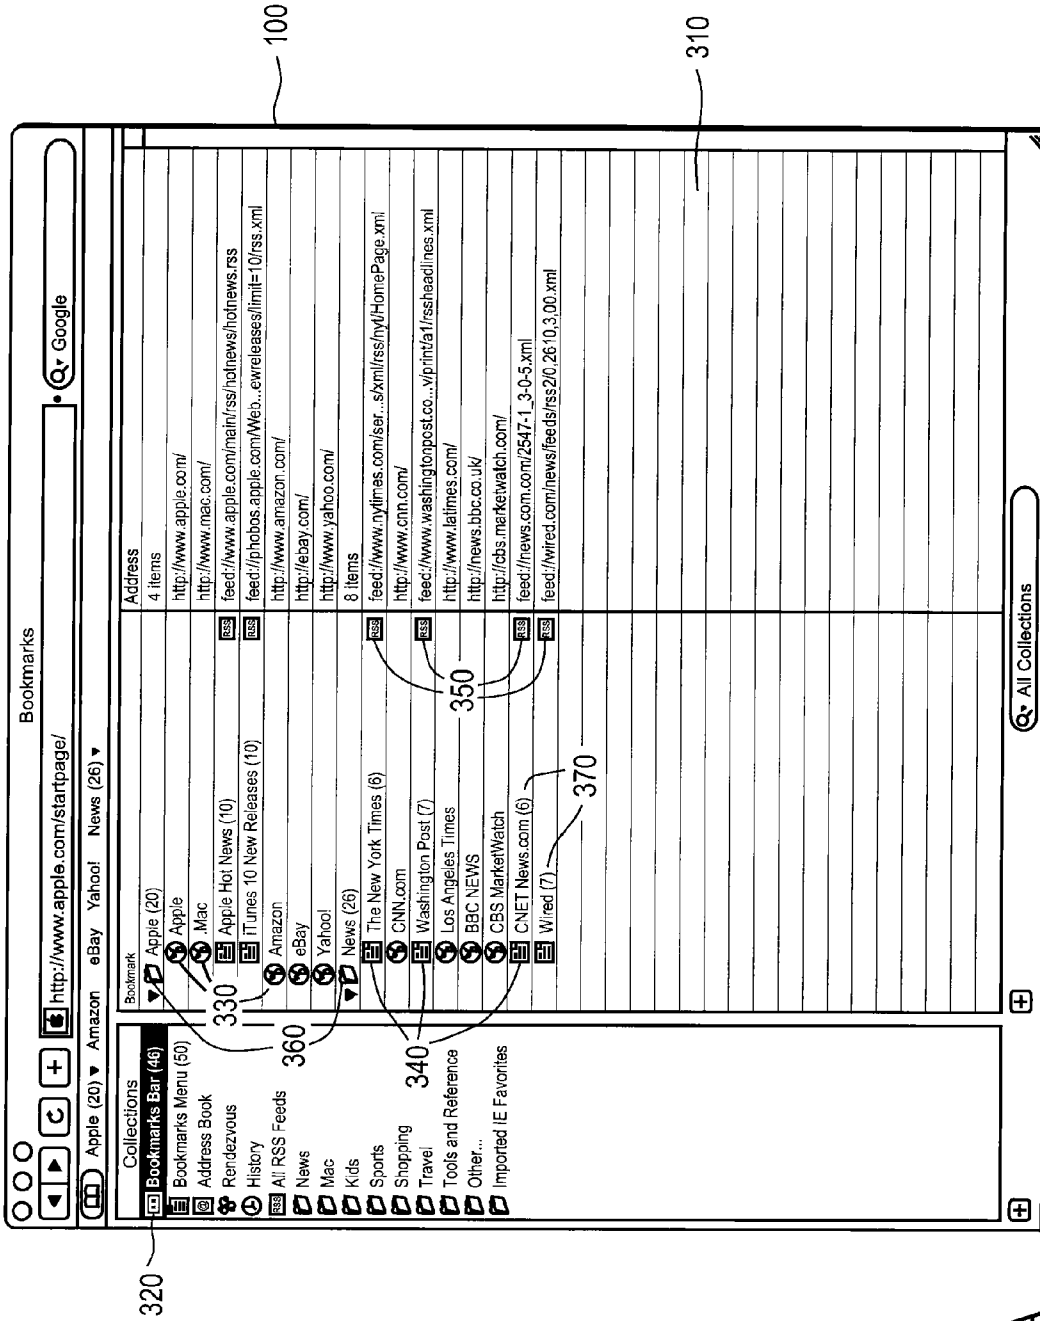 Bookmarks
http://www.apple.com/startpage/
Google
Apple (20) Amazon eBay Yahoo! News (26)
Collections
Bookmarks Bar (46)
Bookmarks Menu (50)
@ Address Book
Rendezvous
History
RSS All RSS Feeds
News
Mac
Kids
Sports
Shopping
Travel
Tools and Reference
Other...
Imported IE Favorites
Bookmark Address
Apple (20) 4 items
Apple http://www.apple.com/
.Mac http://www.mac.com/
Apple Hot News (10) RSS feed://www.apple.com/main/rss/hotnews/hotnews.rss
iTunes 10 New Releases (10) RSS feed://phobos.apple.com/Web...ewreleases/limit=10/rss.xml
Amazon http://www.amazon.com/
eBay http://ebay.com/
Yahoo! http://www.yahoo.com/
News (26) 8 items
The New York Times (6) RSS feed://www.nytimes.com/ser...s/xml/rss/nyt/HomePage.xml
CNN.com http://www.cnn.com/
Washington Post (7) RSS feed://www.washingtonpost.co...v/print/a1/rssheadlines.xml
Los Angeles Times http://www.latimes.com/
BBC NEWS http://news.bbc.co.uk/
CBS MarketWatch http://cbs.marketwatch.com/
CNET News.com (6) RSS feed://news.com.com/2547-1_3-0-5.xml
Wired (7) RSS feed://wired.com/news/feeds/rss2/0,2610,3,00.xml
All Collections
100
310
320
330
340
350
360
370